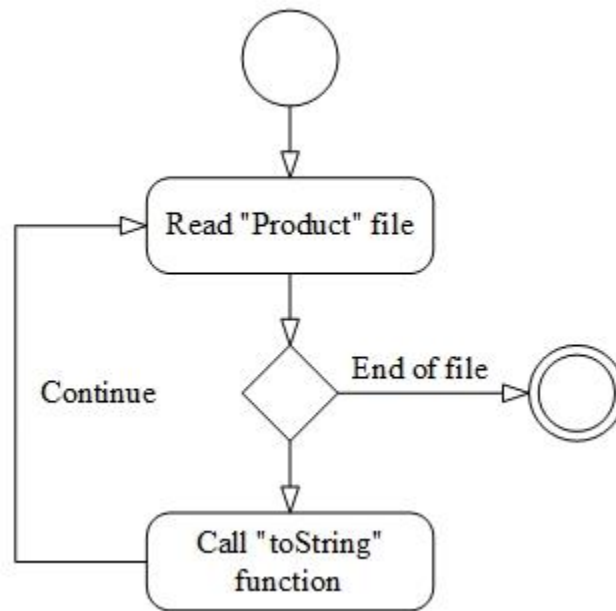 Read "Product" file
End of file
Continue
Call "toString"
function